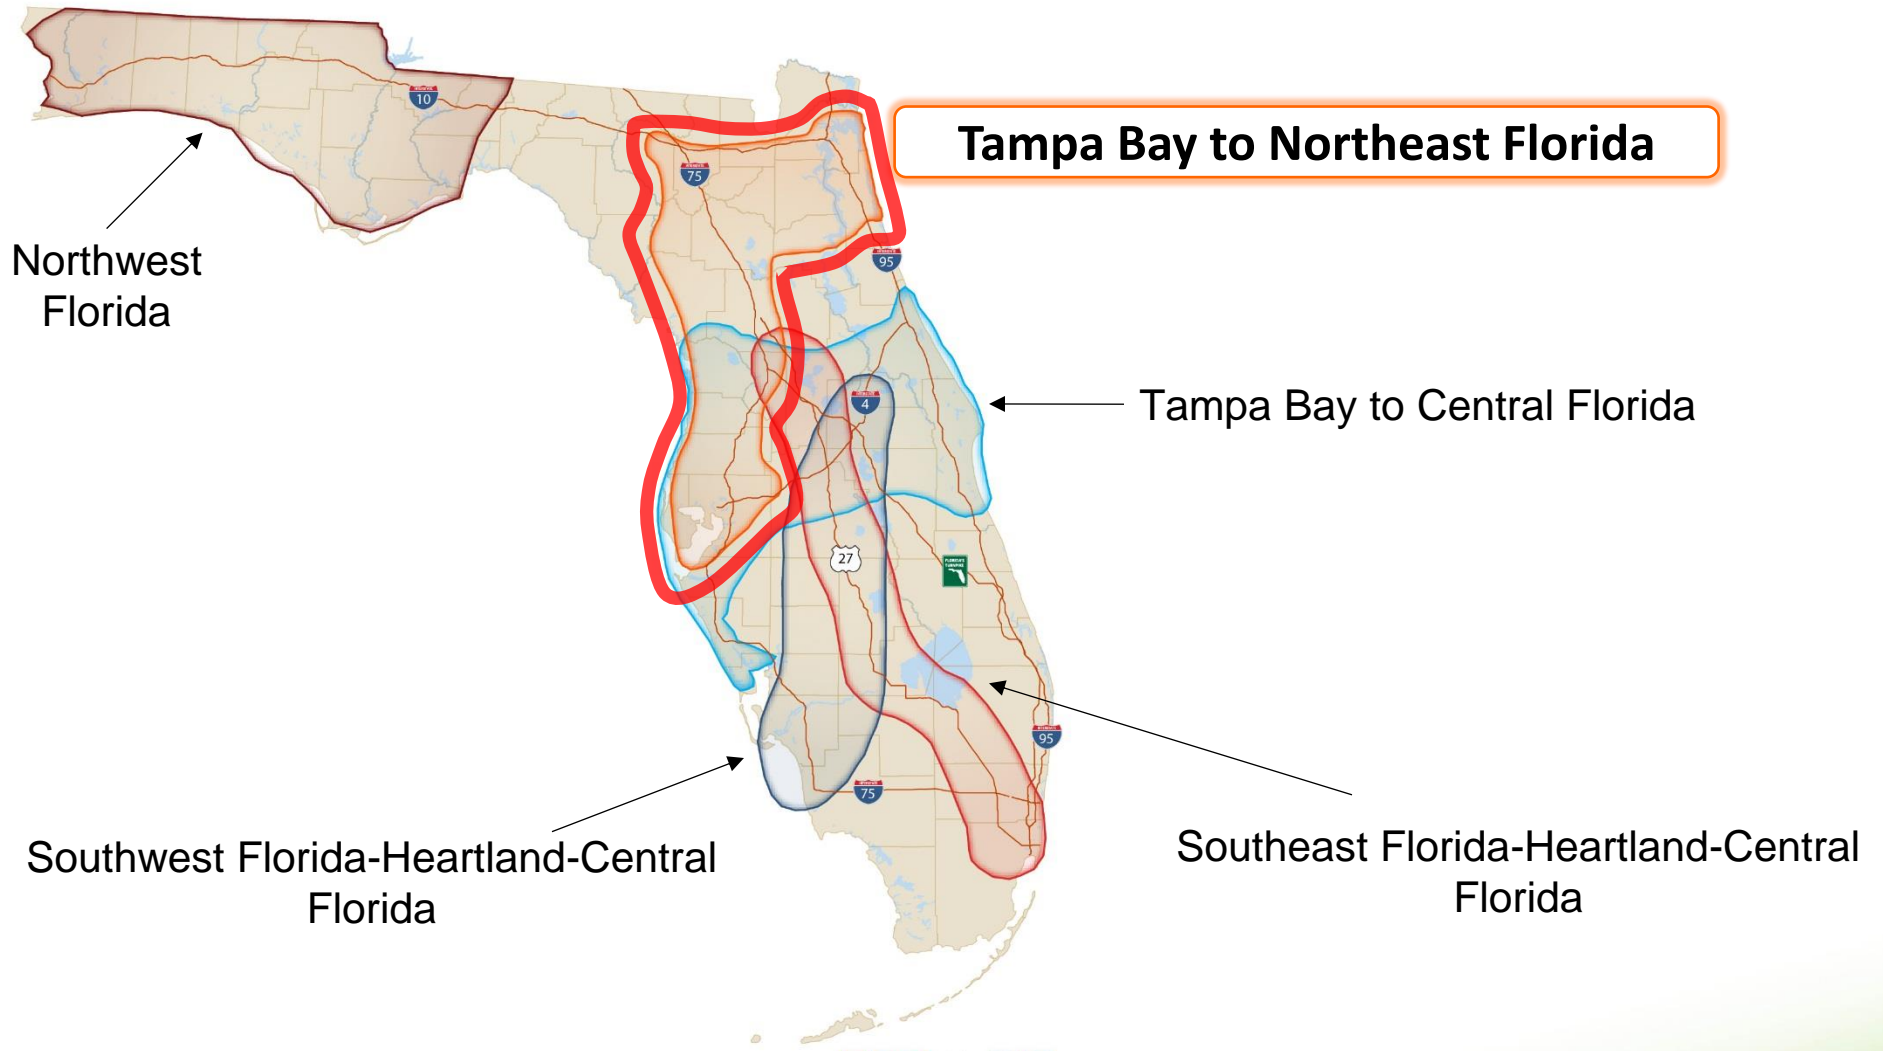 10
Tampa Bay to Northeast Florida
75
Northwest
Florida
95
4
Tampa Bay to Central Florida
27
95
75
Southwest Florida-Heartland-Central
Florida
Southeast Florida-Heartland-Central
Florida